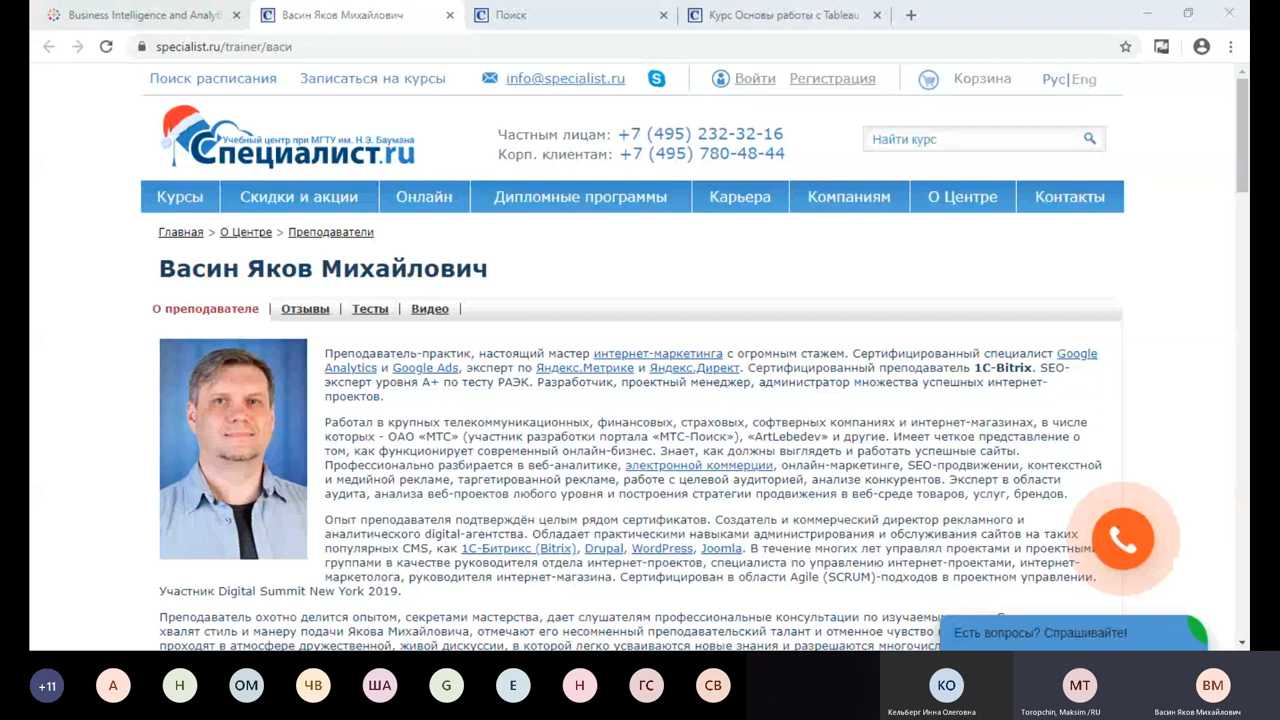 Business Intelligence and Analyt
Васин Яков Михайлович
Поиск
Курс Основы работы с Tableau
specialist.ru/trainer/васи
Поиск расписания
Записаться на курсы
info@specialist.ru
Войти
Регистрация
Корзина
Рус|Eng
Учебный центр при МГТУ им. Н.Э. Баумана
Специалист.ru
Частным лицам: +7 (495) 232-32-16
Корп. клиентам: +7 (495) 780-48-44
Найти курс
Курсы
Скидки и акции
Онлайн
Дипломные программы
Карьера
Компаниям
О Центре
Контакты
Главная > О Центре > Преподаватели
Васин Яков Михайлович
О преподавателе | Отзывы | Тесты | Видео |
Преподаватель-практик, настоящий мастер интернет-маркетинга с огромным стажем. Сертифицированный специалист Google
Analytics и Google Ads, эксперт по Яндекс.Метрике и Яндекс.Директ. Сертифицированный преподаватель 1C-Bitrix. SEO-
эксперт уровня А+ по тесту РАЭК. Разработчик, проектный менеджер, администратор множества успешных интернет-
проектов.
Работал в крупных телекоммуникационных, финансовых, страховых, софтверных компаниях и интернет-магазинах, в числе
которых - ОАО «МТС» (участник разработки портала «МТС-Поиск»), «ArtLebedev» и другие. Имеет четкое представление о
том, как функционирует современный онлайн-бизнес. Знает, как должны выглядеть и работать успешные сайты.
Профессионально разбирается в веб-аналитике, электронной коммерции, онлайн-маркетинге, SEO-продвижении, контекстной
и медийной рекламе, таргетированной рекламе, работе с целевой аудиторией, анализе конкурентов. Эксперт в области
аудита, анализа веб-проектов любого уровня и построения стратегии продвижения в веб-среде товаров, услуг, брендов.
Опыт преподавателя подтверждён целым рядом сертификатов. Создатель и коммерческий директор рекламного и
аналитического digital-агентства. Обладает практическими навыками администрирования и обслуживания сайтов на таких
популярных CMS, как 1С-Битрикс (Bitrix), Drupal, WordPress, Joomla. В течение многих лет управлял проектами и проектными
группами в качестве руководителя отдела интернет-проектов, специалиста по управлению интернет-проектами, интернет-
маркетолога, руководителя интернет-магазина. Сертифицирован в области Agile (SCRUM)-подходов в проектном управлении.
Участник Digital Summit New York 2019.
Преподаватель охотно делится опытом, секретами мастерства, дает слушателям профессиональные консультации по изучаемы
хвалят стиль и манеру подачи Якова Михайловича, отмечают его несомненный преподавательский талант и отменное чувство
проходят в атмосфере дружественной, живой дискуссии, в которой легко усваиваются новые знания и разрешаются многочис
Есть вопросы? Спрашивайте!
+11
А
Н
ОМ
ЧВ
ША
G
Е
Н
ГС
СВ
КО
МТ
ВМ
Кельберг Инна Олеговна
Toropchin, Maksim /RU
Васин Яков Михайлович